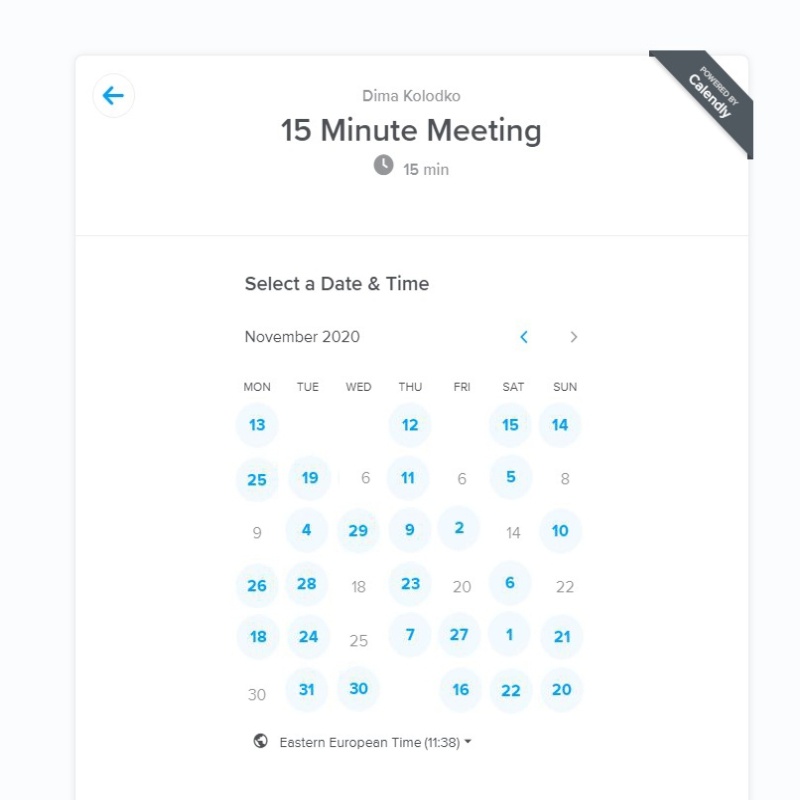 POWERED BY
Calendly
Dima Kolodko
15 Minute Meeting
15 min
Select a Date & Time
November 2020
MON TUE WED THU FRI SAT SUN
13 12 15 14
25 19 6 11 6 5 8
9 4 29 9 2 14 10
26 28 18 23 20 6 22
18 24 25 7 27 1 21
30 31 30 16 22 20
Eastern European Time (11:38)